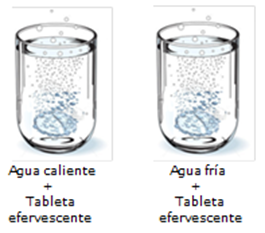 Agua caliente
+
Tableta
efervescente
Agua fría
+
Tableta
efervescente